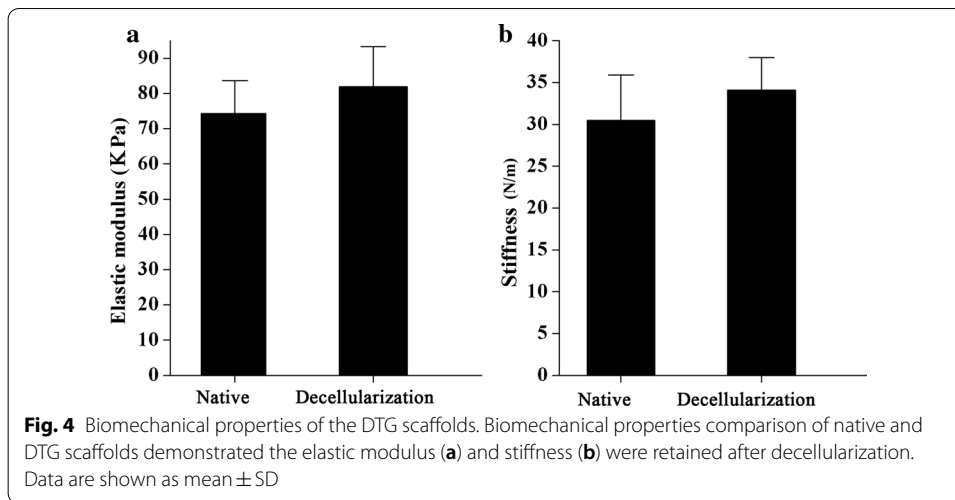 a
Elastic modulus (KPa)
90
80
70
60
50
40
30
20
10
0
Native Decellularization
b
Stiffness (N/m)
40
35
30
25
20
15
10
5
0
Native Decellularization
Fig. 4 Biomechanical properties of the DTG scaffolds. Biomechanical properties comparison of native and
DTG scaffolds demonstrated the elastic modulus (a) and stiffness (b) were retained after decellularization.
Data are shown as mean ± SD